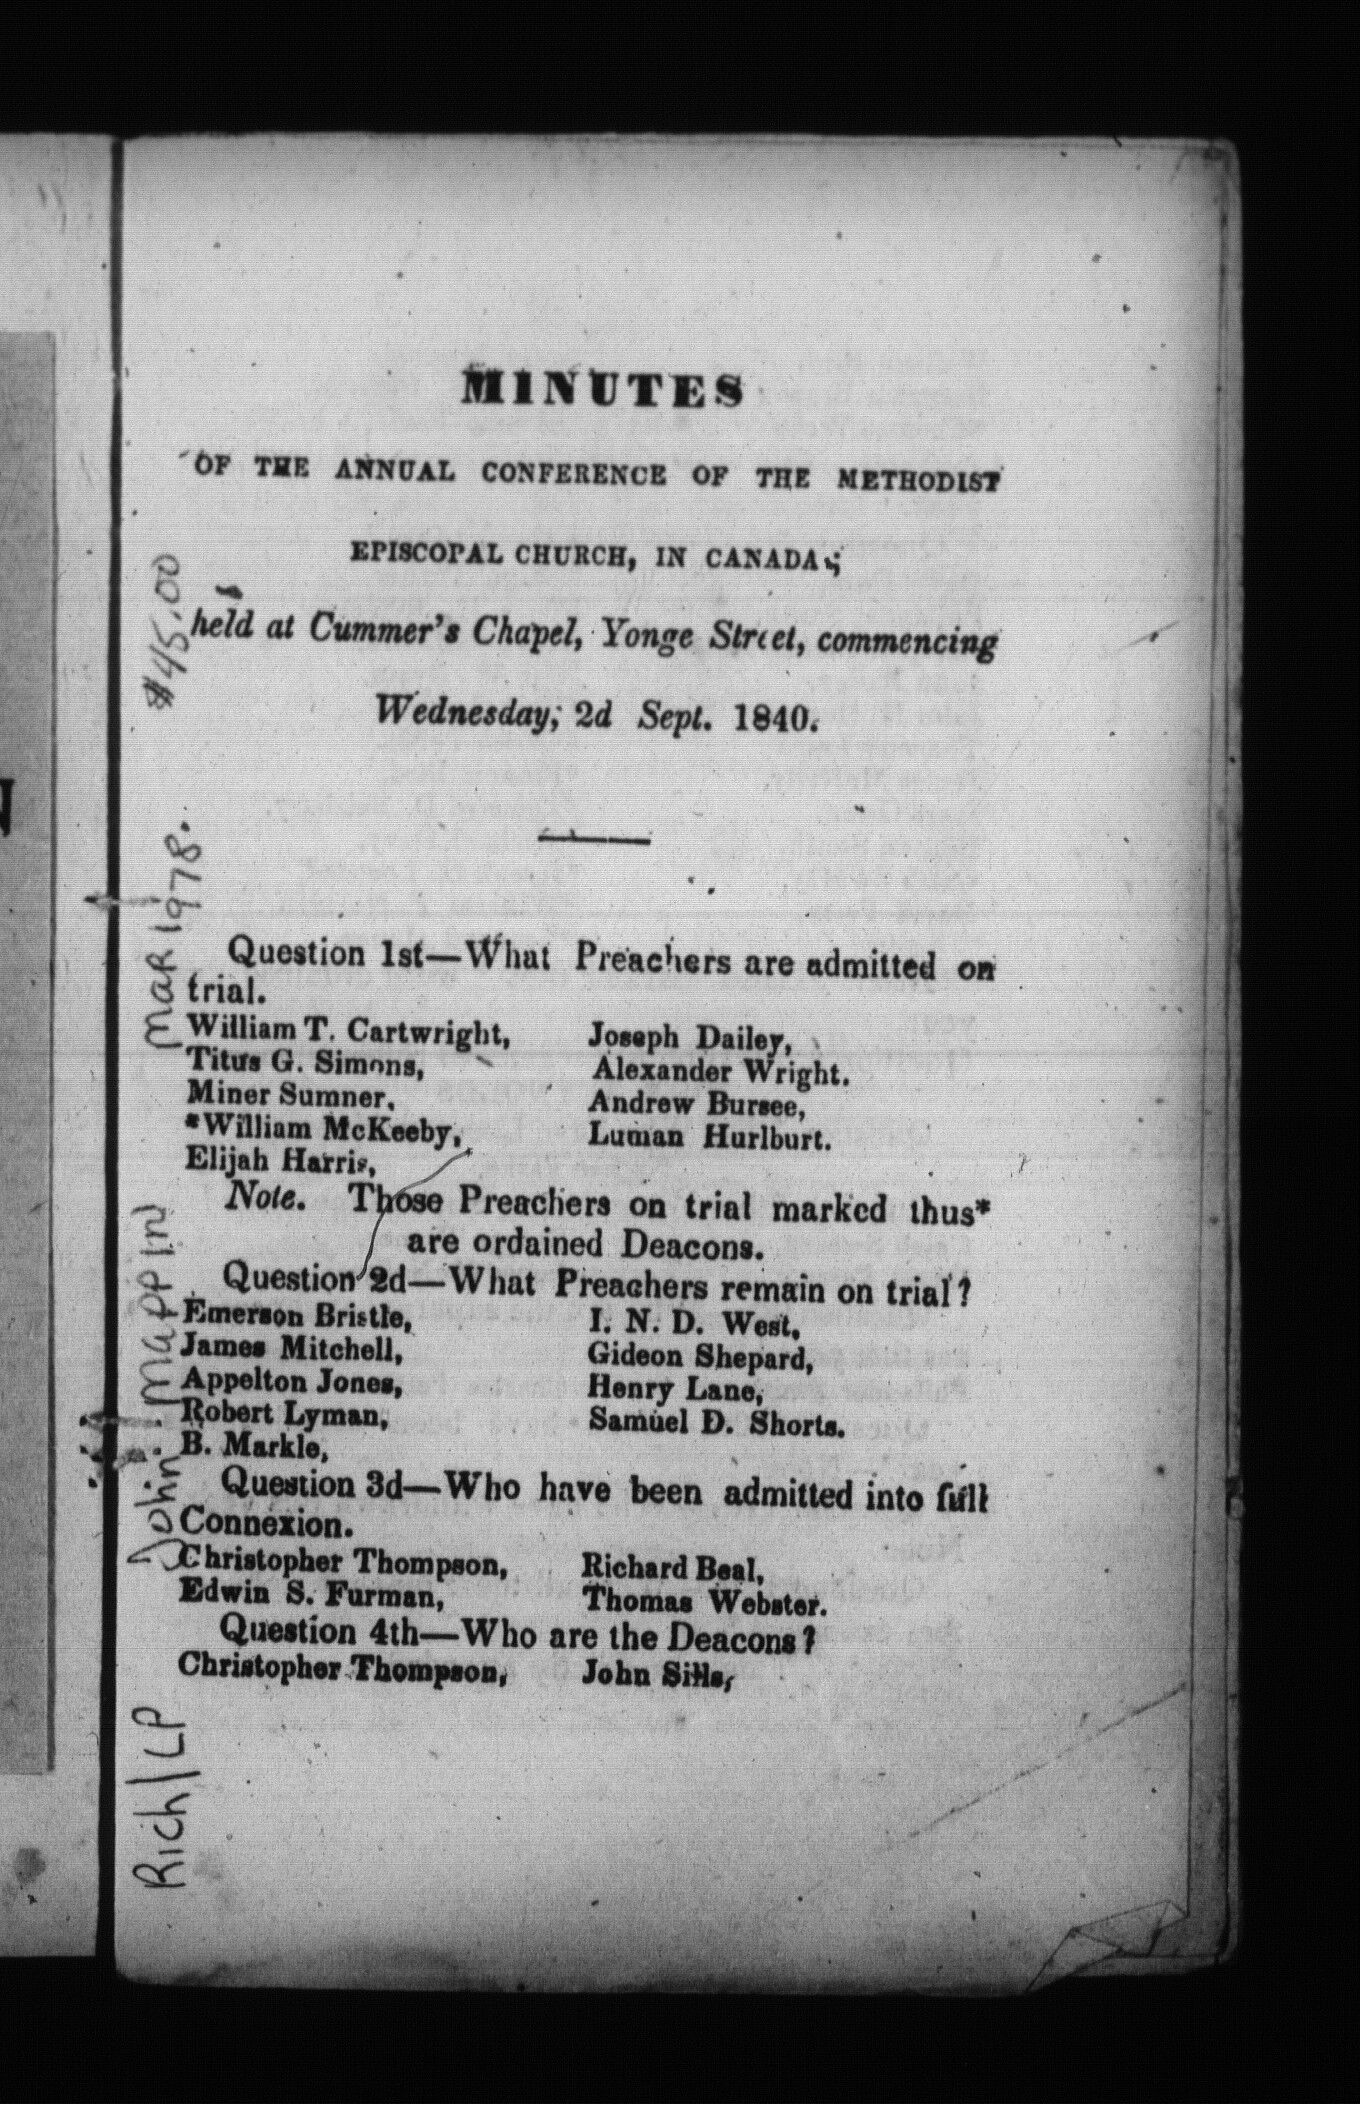 MINUTES
OF THE ANNUAL CONFERENCE OF THE METHODIST
EPISCOPAL CHURCH, IN CANADA;
held at Cummer's Chapel, Yonge Street, commencing
Wednesday, 2d Sept. 1840.
Question 1st—What Preachers are admitted on
trial.
William T. Cartwright, Joseph Dailey,
Titus G. Simons, Alexander Wright.
Miner Sumner. Andrew Bursee,
*William McKeeby, Luman Hurlburt.
Elijah Harris,
Note. Those Preachers on trial marked thus*
are ordained Deacons.
Question 2d—What Preachers remain on trial?
Emerson Bristle, I. N. D. West,
James Mitchell, Gideon Shepard,
Appelton Jones, Henry Lane,
Robert Lyman, Samuel D. Shorts.
B. Markle,
Question 3d—Who have been admitted into full
Connexion.
Christopher Thompson, Richard Beal,
Edwin S. Furman, Thomas Webster.
Question 4th—Who are the Deacons?
Christopher Thompson, John Sills,
Rich/LP John Mappin Mar 1978. $45.00
N